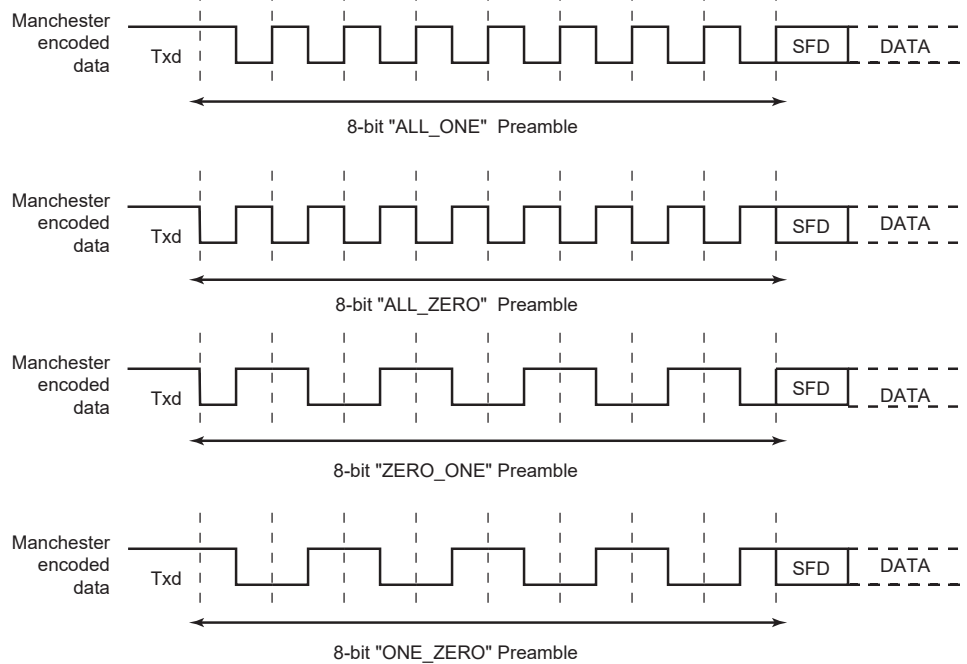 Manchester
encoded
data
Txd
SFD
DATA
8-bit "ALL_ONE" Preamble
Manchester
encoded
data
Txd
SFD
DATA
8-bit "ALL_ZERO" Preamble
Manchester
encoded
data
Txd
SFD
DATA
8-bit "ZERO_ONE" Preamble
Manchester
encoded
data
Txd
SFD
DATA
8-bit "ONE_ZERO" Preamble